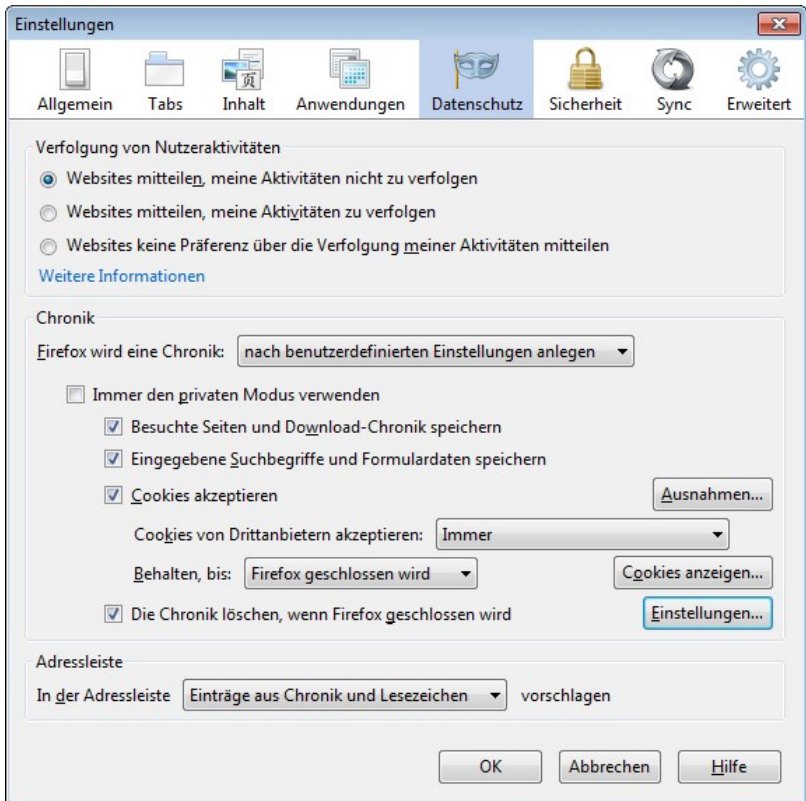 Einstellungen
Allgemein Tabs Inhalt Anwendungen Datenschutz Sicherheit Sync Erweitert
Verfolgung von Nutzeraktivitäten
Websites mitteilen, meine Aktivitäten nicht zu verfolgen
Websites mitteilen, meine Aktivitäten zu verfolgen
Websites keine Präferenz über die Verfolgung meiner Aktivitäten mitteilen
Weitere Informationen
Chronik
Firefox wird eine Chronik: nach benutzerdefinierten Einstellungen anlegen
Immer den privaten Modus verwenden
Besuchte Seiten und Download-Chronik speichern
Eingegebene Suchbegriffe und Formulardaten speichern
Cookies akzeptieren Ausnahmen...
Cookies von Drittanbietern akzeptieren: Immer
Behalten, bis: Firefox geschlossen wird Cookies anzeigen...
Die Chronik löschen, wenn Firefox geschlossen wird Einstellungen...
Adressleiste
In der Adressleiste Einträge aus Chronik und Lesezeichen vorschlagen
OK Abbrechen Hilfe